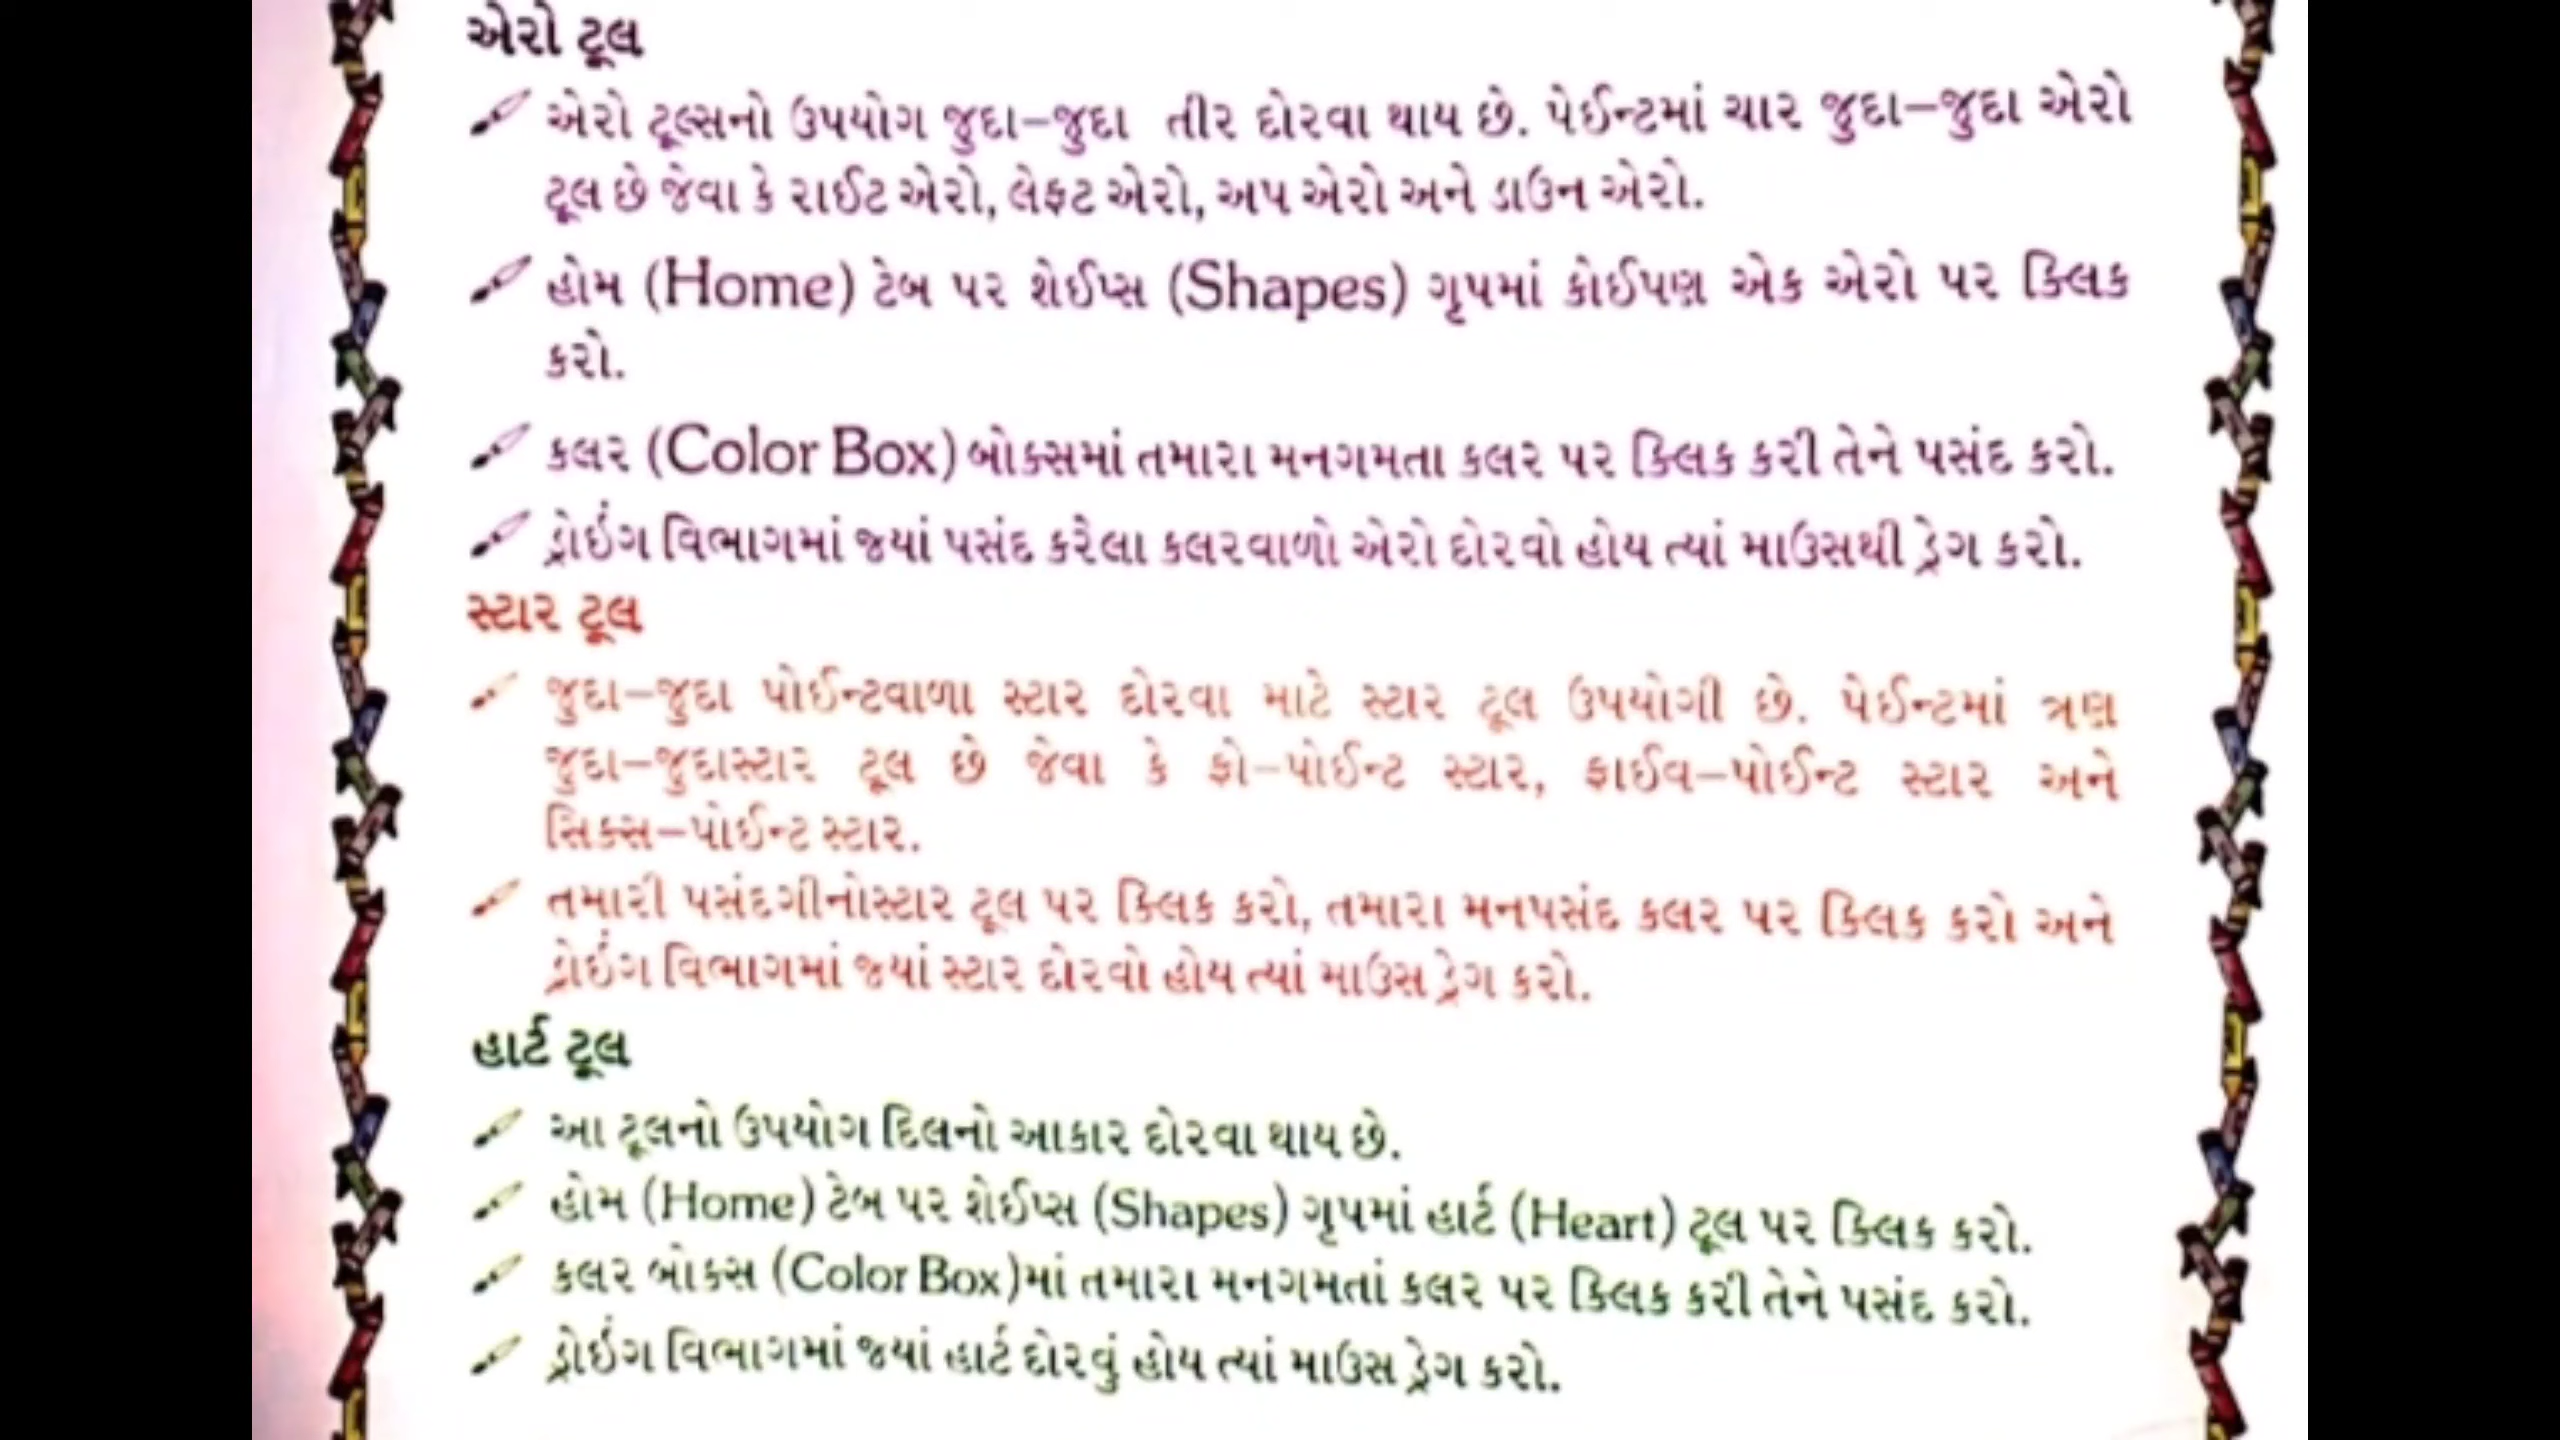 એરો ટૂલ
એરો ટૂલ્સનો ઉપયોગ જુદા–જુદા તીર દોરવા થાય છે. પેઈન્ટમાં ચાર જુદા–જુદા એરો
ટૂલ છે જેવા કે રાઈટ એરો, લેફ્ટ એરો, અપ એરો અને ડાઉન એરો.
હોમ (Home) ટેબ પર શેઈપ્સ (Shapes) ગૃપમાં કોઈપણ એક એરો પર ક્લિક
કરો.
કલર (Color Box) બોક્સમાં તમારા મનગમતા કલર પર ક્લિક કરી તેને પસંદ કરો.
ડ્રોઈંગ વિભાગમાં જ્યાં પસંદ કરેલા કલરવાળો એરો દોરવો હોય ત્યાં માઉસથી ડ્રેગ કરો.
સ્ટાર ટૂલ
જુદા–જુદા પોઈન્ટવાળા સ્ટાર દોરવા માટે સ્ટાર ટૂલ ઉપયોગી છે. પેઈન્ટમાં ત્રણ
જુદા–જુદાસ્ટાર ટૂલ છે જેવા કે ફો–પોઈન્ટ સ્ટાર, ફાઈવ–પોઈન્ટ સ્ટાર અને
સિક્સ–પોઈન્ટ સ્ટાર.
તમારી પસંદગીનોસ્ટાર ટૂલ પર ક્લિક કરો, તમારા મનપસંદ કલર પર ક્લિક કરો અને
ડ્રોઈંગ વિભાગમાં જ્યાં સ્ટાર દોરવો હોય ત્યાં માઉસ ડ્રેગ કરો.
હાર્ટ ટૂલ
આ ટૂલનો ઉપયોગ દિલનો આકાર દોરવા થાય છે.
હોમ (Home) ટેબ પર શેઈપ્સ (Shapes) ગૃપમાં હાર્ટ (Heart) ટૂલ પર ક્લિક કરો.
કલર બોક્સ (Color Box)માં તમારા મનગમતાં કલર પર ક્લિક કરી તેને પસંદ કરો.
ડ્રોઈંગ વિભાગમાં જ્યાં હાર્ટ દોરવું હોય ત્યાં માઉસ ડ્રેગ કરો.